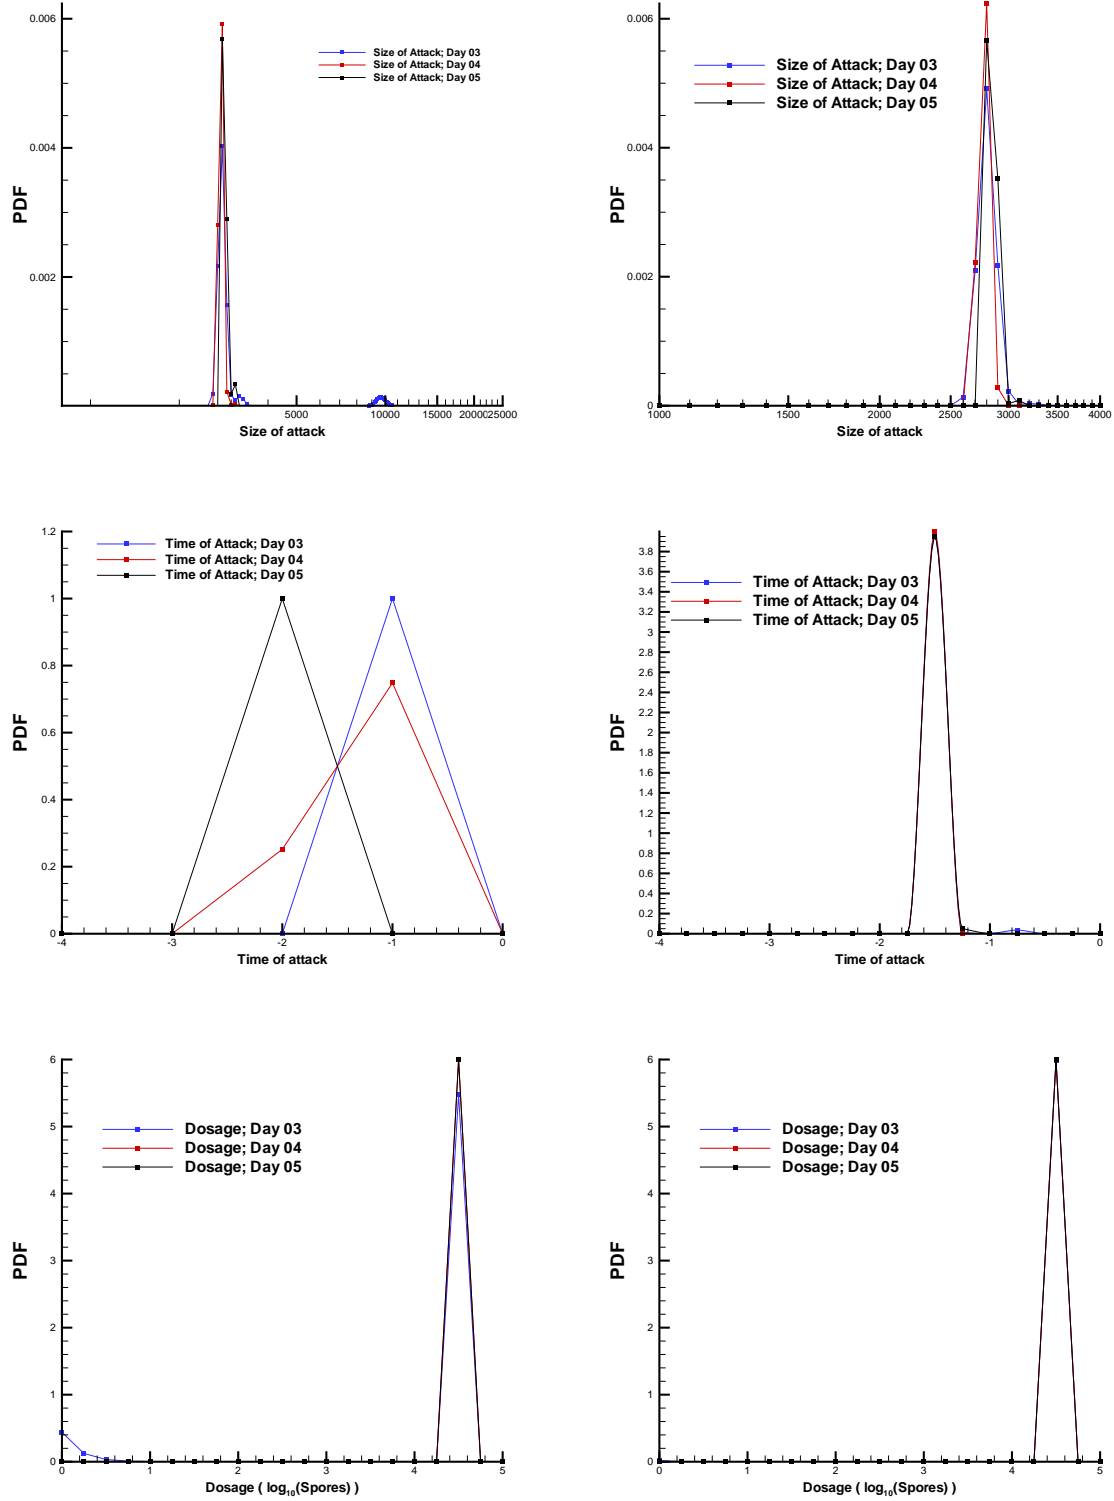 0.006
0.004
0.002
PDF
Size of Attack; Day 03
Size of Attack; Day 04
Size of Attack; Day 05
5000 10000 15000 20000 25000
Size of attack
0.006
0.004
0.002
0
PDF
Size of Attack; Day 03
Size of Attack; Day 04
Size of Attack; Day 05
1000 1500 2000 2500 3000 3500 4000
Size of attack
1.2
1
0.8
0.6
0.4
0.2
0
PDF
Time of Attack; Day 03
Time of Attack; Day 04
Time of Attack; Day 05
-4 -3 -2 -1 0
Time of attack
3.8
3.6
3.4
3.2
3
2.8
2.6
2.4
2.2
2
1.8
1.6
1.4
1.2
1
0.8
0.6
0.4
0.2
0
PDF
Time of Attack; Day 03
Time of Attack; Day 04
Time of Attack; Day 05
-4 -3 -2 -1 0
Time of attack
6
5
4
3
2
1
0
PDF
Dosage; Day 03
Dosage; Day 04
Dosage; Day 05
0 1 2 3 4 5
Dosage ( log₁₀(Spores) )
6
5
4
3
2
1
0
PDF
Dosage; Day 03
Dosage; Day 04
Dosage; Day 05
0 1 2 3 4 5
Dosage ( log₁₀(Spores) )